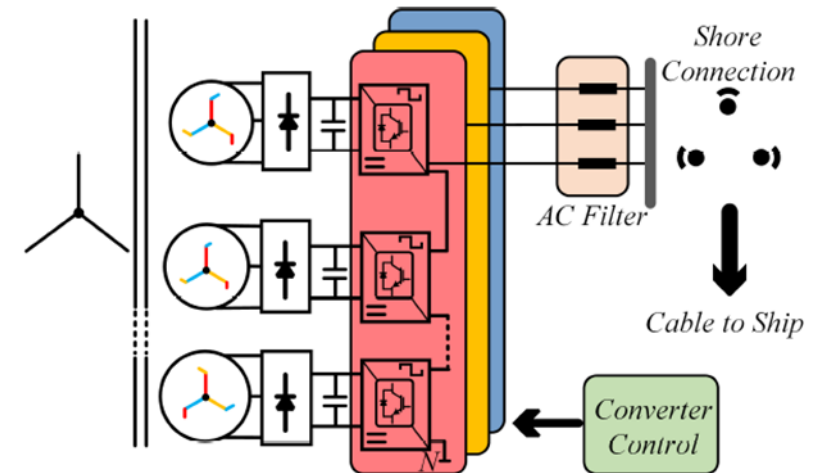 Shore
Connection
AC Filter
Cable to Ship
Converter
Control
N